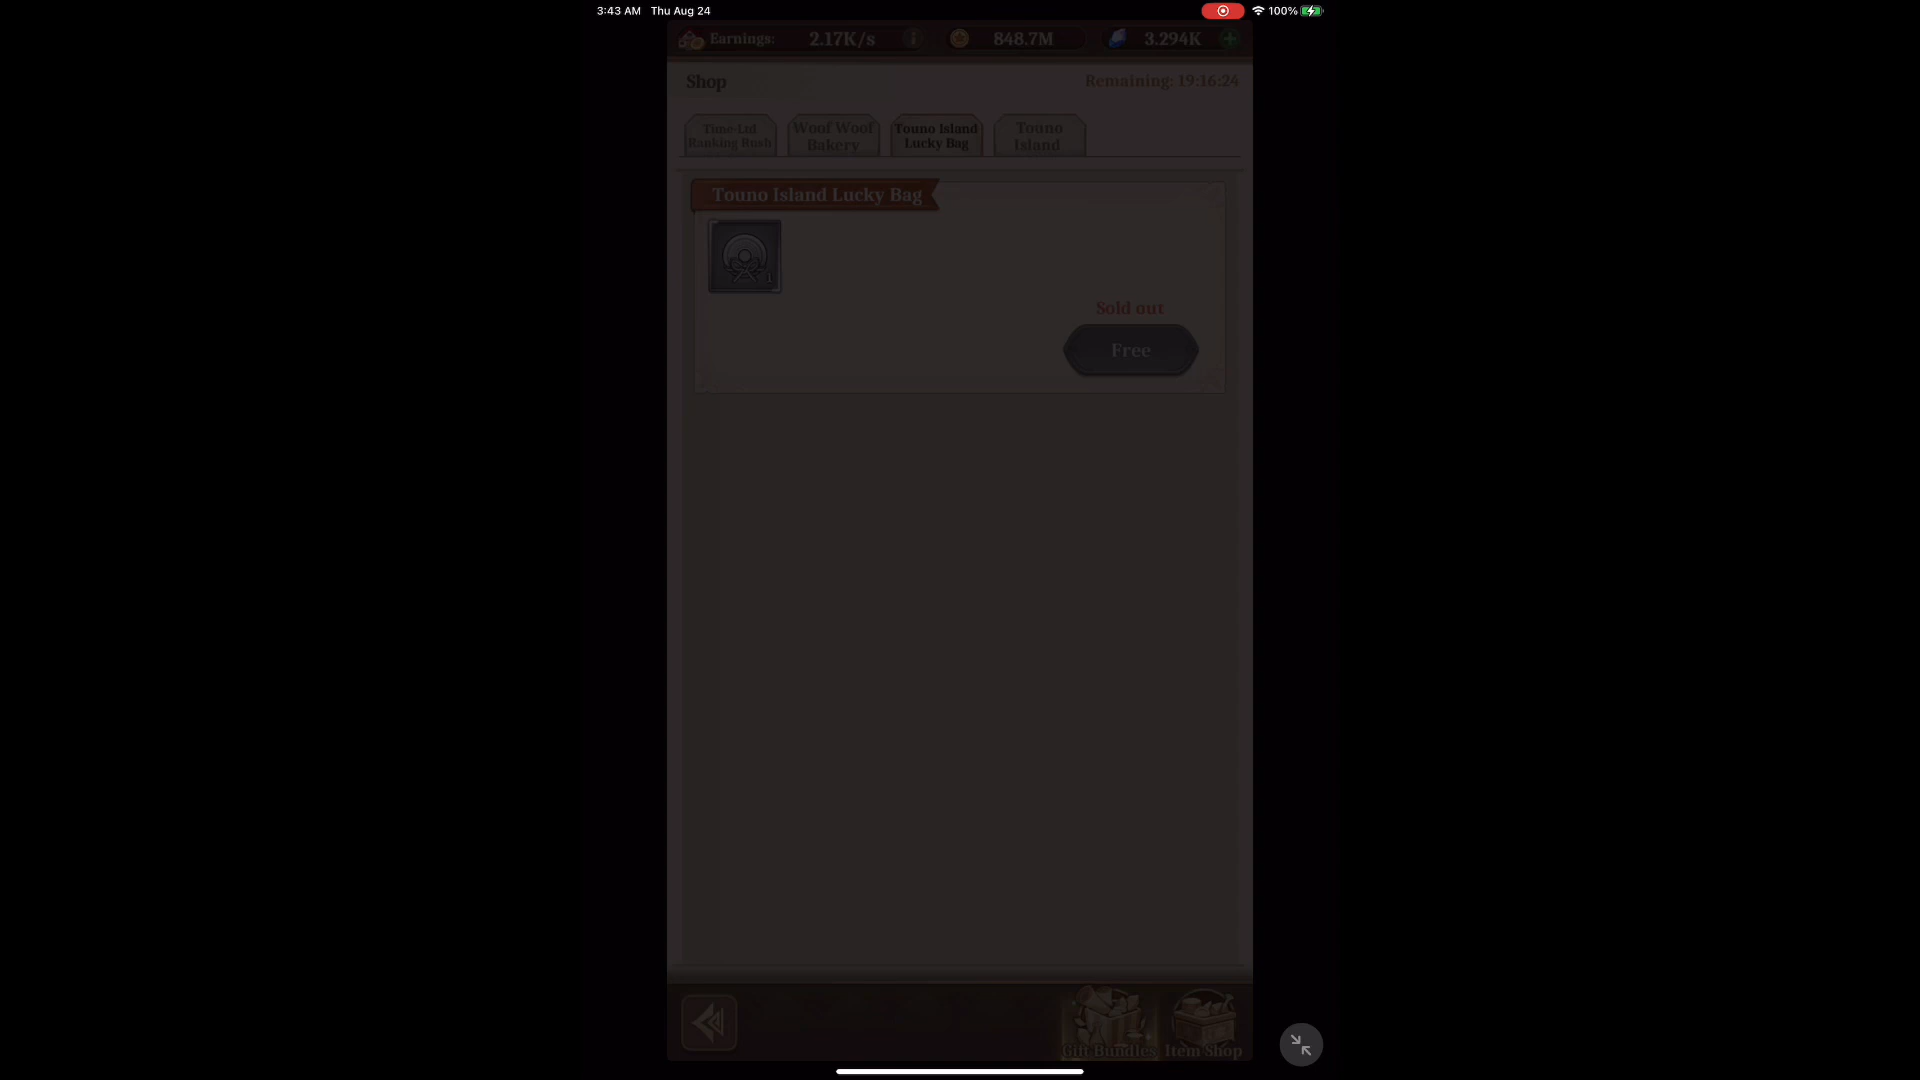 3:43 AM Thu Aug 24
100%
Earnings: 2.17K/s
848.7M
3.294K
Shop
Remaining: 19:16:24
Time-Ltd
Ranking Rush
Woof Woof
Bakery
Touno Island
Lucky Bag
Touno
Island
Touno Island Lucky Bag
1
Sold out
Free
Gift Bundles
Item Shop